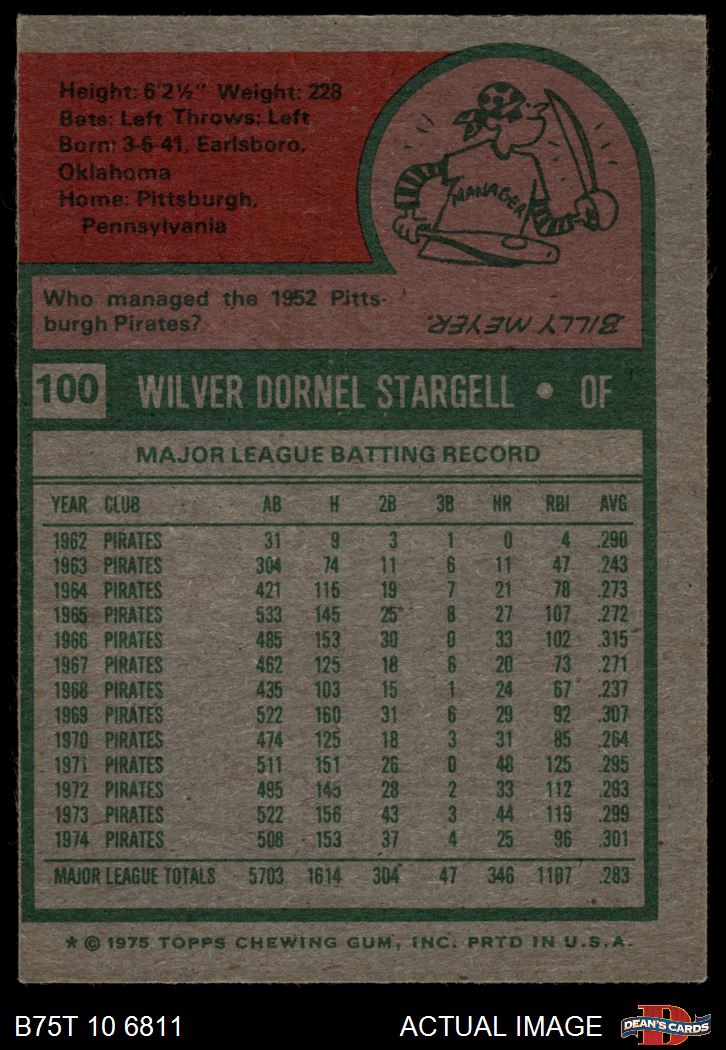 Height: 6'2½" Weight: 228
Bats: Left Throws: Left
Born: 3-6-41, Earlsboro,
Oklahoma
Home: Pittsburgh,
Pennsylvania
MANAGER
Who managed the 1952 Pitts-
burgh Pirates?
BILLY MEYER.
100 WILVER DORNEL STARGELL • OF
MAJOR LEAGUE BATTING RECORD
YEAR CLUB AB H 2B 3B HR RBI AVG
1962 PIRATES 31 9 3 1 0 4 .290
1963 PIRATES 304 74 11 6 11 47 .243
1964 PIRATES 421 115 19 7 21 78 .273
1965 PIRATES 533 145 25 8 27 107 .272
1966 PIRATES 485 153 30 0 33 102 .315
1967 PIRATES 462 125 18 6 20 73 .271
1968 PIRATES 435 103 15 1 24 67 .237
1969 PIRATES 522 160 31 6 29 92 .307
1970 PIRATES 474 125 18 3 31 85 .264
1971 PIRATES 511 151 26 0 48 125 .295
1972 PIRATES 495 145 28 2 33 112 .293
1973 PIRATES 522 156 43 3 44 119 .299
1974 PIRATES 508 153 37 4 25 96 .301
MAJOR LEAGUE TOTALS 5703 1614 304 47 346 1107 .283
* © 1975 TOPPS CHEWING GUM, INC. PRTD IN U.S.A.
B75T 10 6811 ACTUAL IMAGE
D
DEAN'S CARDS